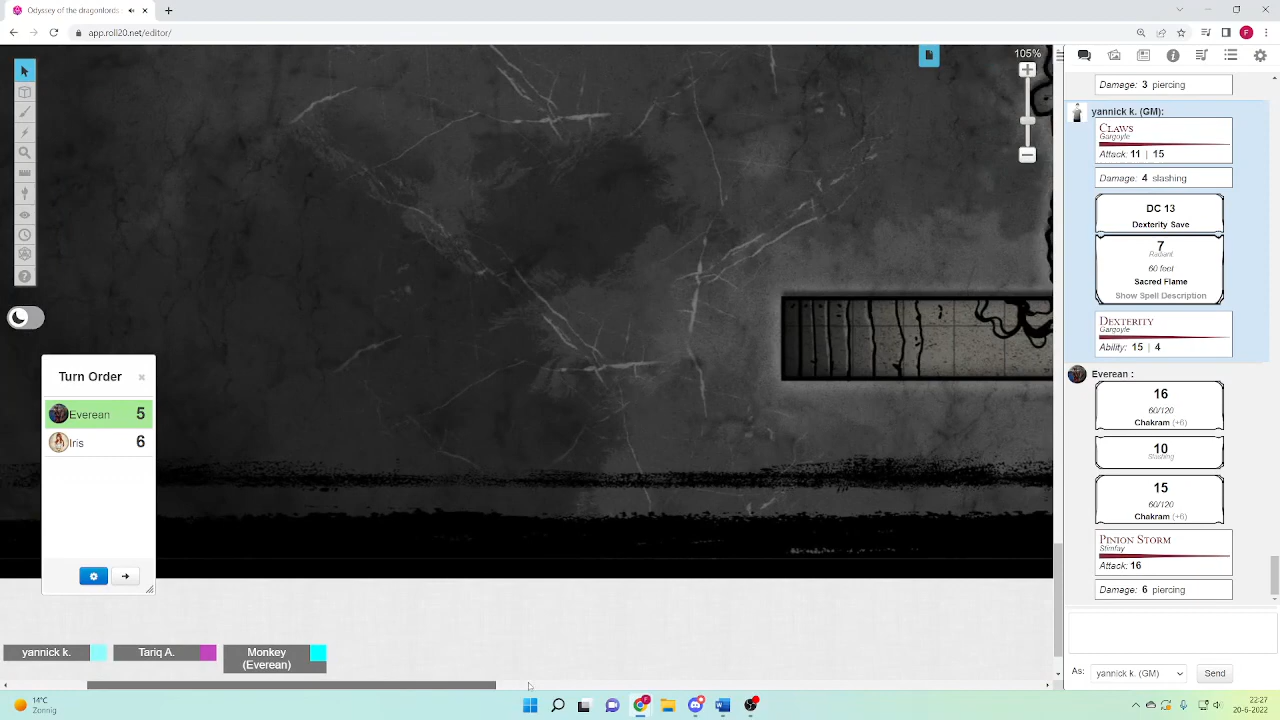 Odyssey of the dragonlords
app.roll20.net/editor/
F
105%
Damage: 3 piercing
yannick k. (GM):
CLAWS
Gargoyle
Attack: 11 | 15
Damage: 4 slashing
DC 13
Dexterity Save
7
Radiant
60 foot
Sacred Flame
Show Spell Description
DEXTERITY
Gargoyle
Ability: 15 | 4
Everean :
16
60/120
Chakram (+6)
10
Slashing
15
60/120
Chakram (+6)
PINION STORM
Stimfay
Attack: 16
Damage: 6 piercing
Turn Order
Everean 5
Iris 6
yannick k.
Tariq A.
Monkey
(Everean)
As:
yannick k. (GM)
Send
14°C
Zonnig
22:27
20-6-2022